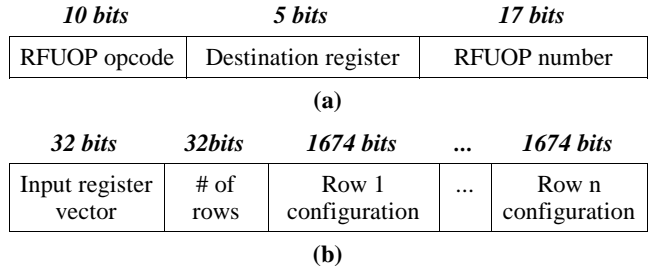 10 bits 5 bits 17 bits
RFUOP opcode Destination register RFUOP number
(a)
32 bits 32bits 1674 bits ... 1674 bits
Input register # of Row 1 ... Row n
vector rows configuration configuration
(b)